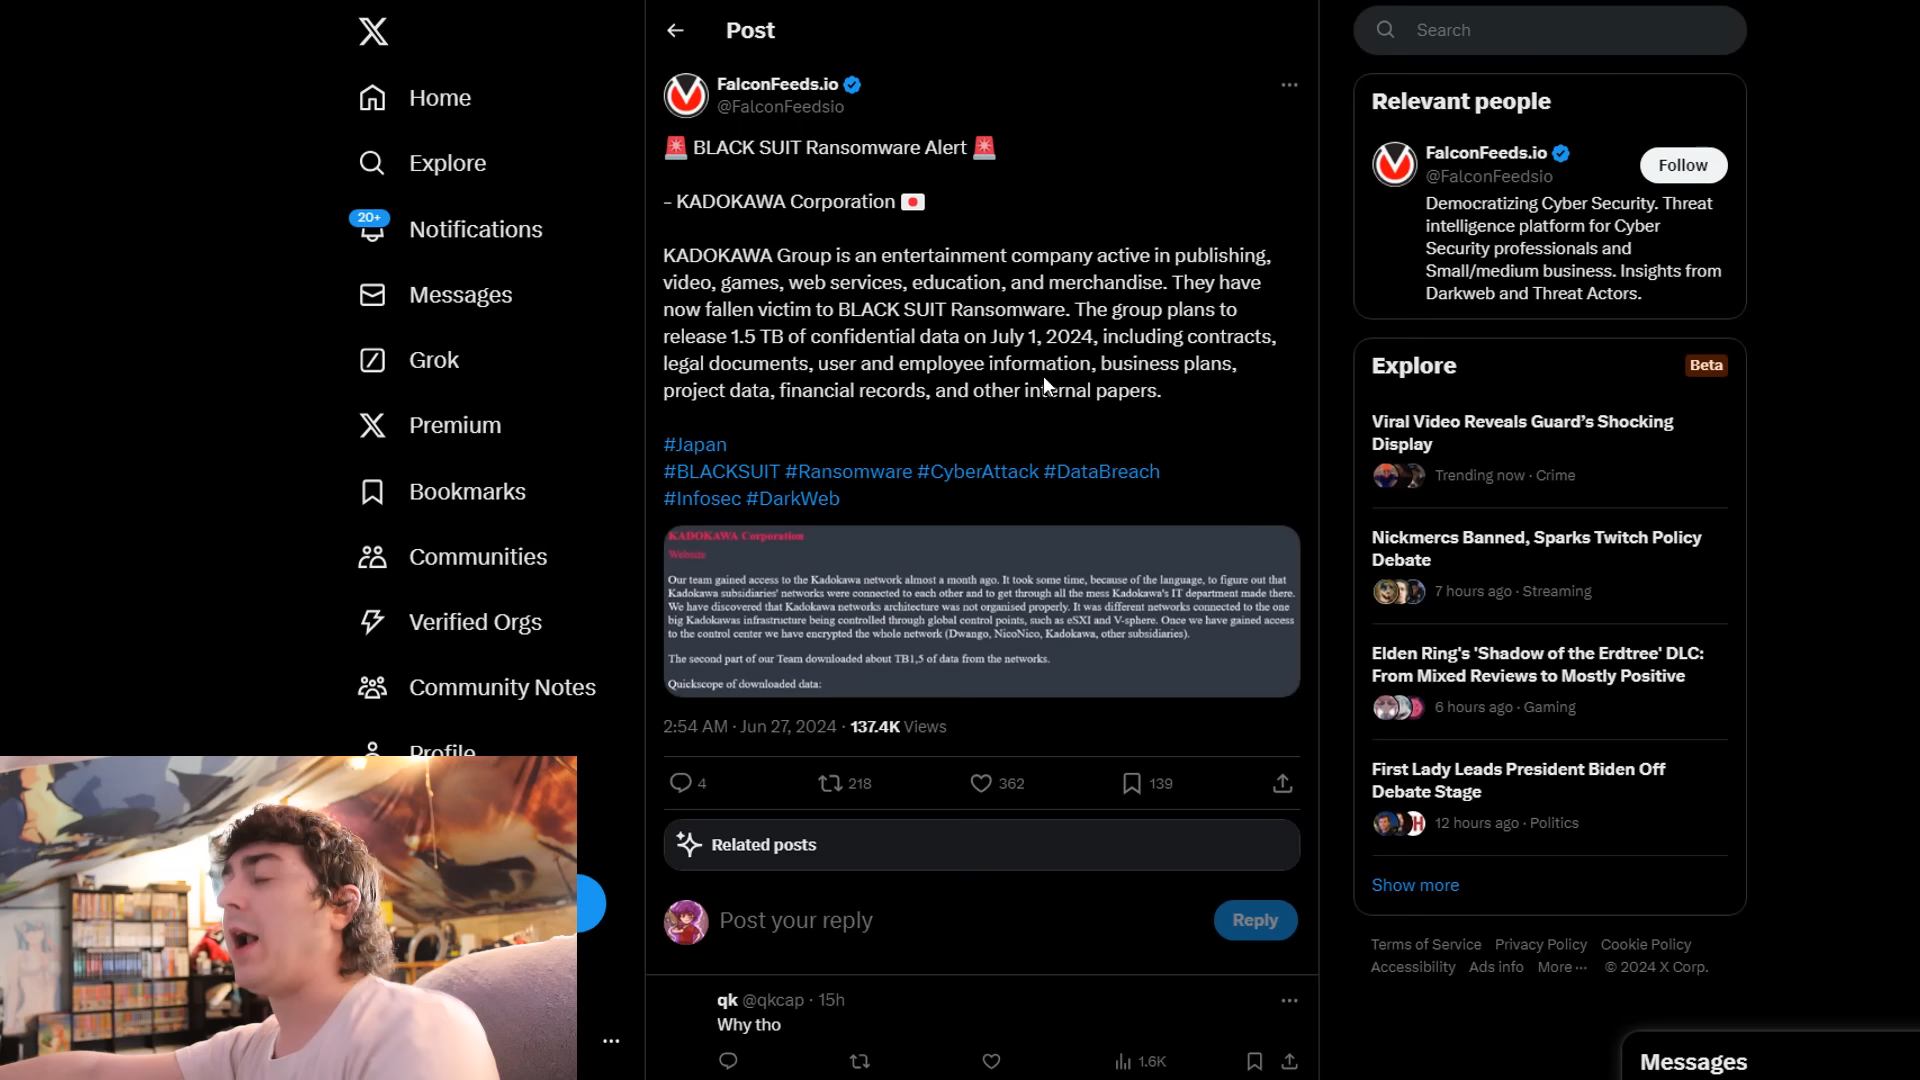 Home
Explore
20+
Notifications
Messages
Grok
Premium
Bookmarks
Communities
Verified Orgs
Community Notes
Profile
Post
FalconFeeds.io
@FalconFeedsio
🚨 BLACK SUIT Ransomware Alert 🚨
- KADOKAWA Corporation 🇯🇵
KADOKAWA Group is an entertainment company active in publishing,
video, games, web services, education, and merchandise. They have
now fallen victim to BLACK SUIT Ransomware. The group plans to
release 1.5 TB of confidential data on July 1, 2024, including contracts,
legal documents, user and employee information, business plans,
project data, financial records, and other internal papers.
#Japan
#BLACKSUIT #Ransomware #CyberAttack #DataBreach
#Infosec #DarkWeb
KADOKAWA Corporation
Website
Our team gained access to the Kadokawa network almost a month ago. It took some time, because of the language, to figure out that
Kadokawa subsidiaries' networks were connected to each other and to get through all the mess Kadokawa's IT department made there.
We have discovered that Kadokawa networks architecture was not organised properly. It was different networks connected to the one
big Kadokawas infrastructure being controlled through global control points, such as eSXI and V-sphere. Once we have gained access
to the control center we have encrypted the whole network (Dwango, NicoNico, Kadokawa, other subsidiaries).
The second part of our Team downloaded about TB1,5 of data from the networks.
Quickscope of downloaded data:
2:54 AM · Jun 27, 2024 · 137.4K Views
4
218
362
139
Related posts
Post your reply
Reply
qk @qkcap · 15h
Why tho
1.6K
Search
Relevant people
FalconFeeds.io
@FalconFeedsio
Follow
Democratizing Cyber Security. Threat
intelligence platform for Cyber
Security professionals and
Small/medium business. Insights from
Darkweb and Threat Actors.
Explore
Beta
Viral Video Reveals Guard’s Shocking
Display
Trending now · Crime
Nickmercs Banned, Sparks Twitch Policy
Debate
7 hours ago · Streaming
Elden Ring's 'Shadow of the Erdtree' DLC:
From Mixed Reviews to Mostly Positive
6 hours ago · Gaming
First Lady Leads President Biden Off
Debate Stage
12 hours ago · Politics
Show more
Terms of Service Privacy Policy Cookie Policy
Accessibility Ads info More ··· © 2024 X Corp.
Messages